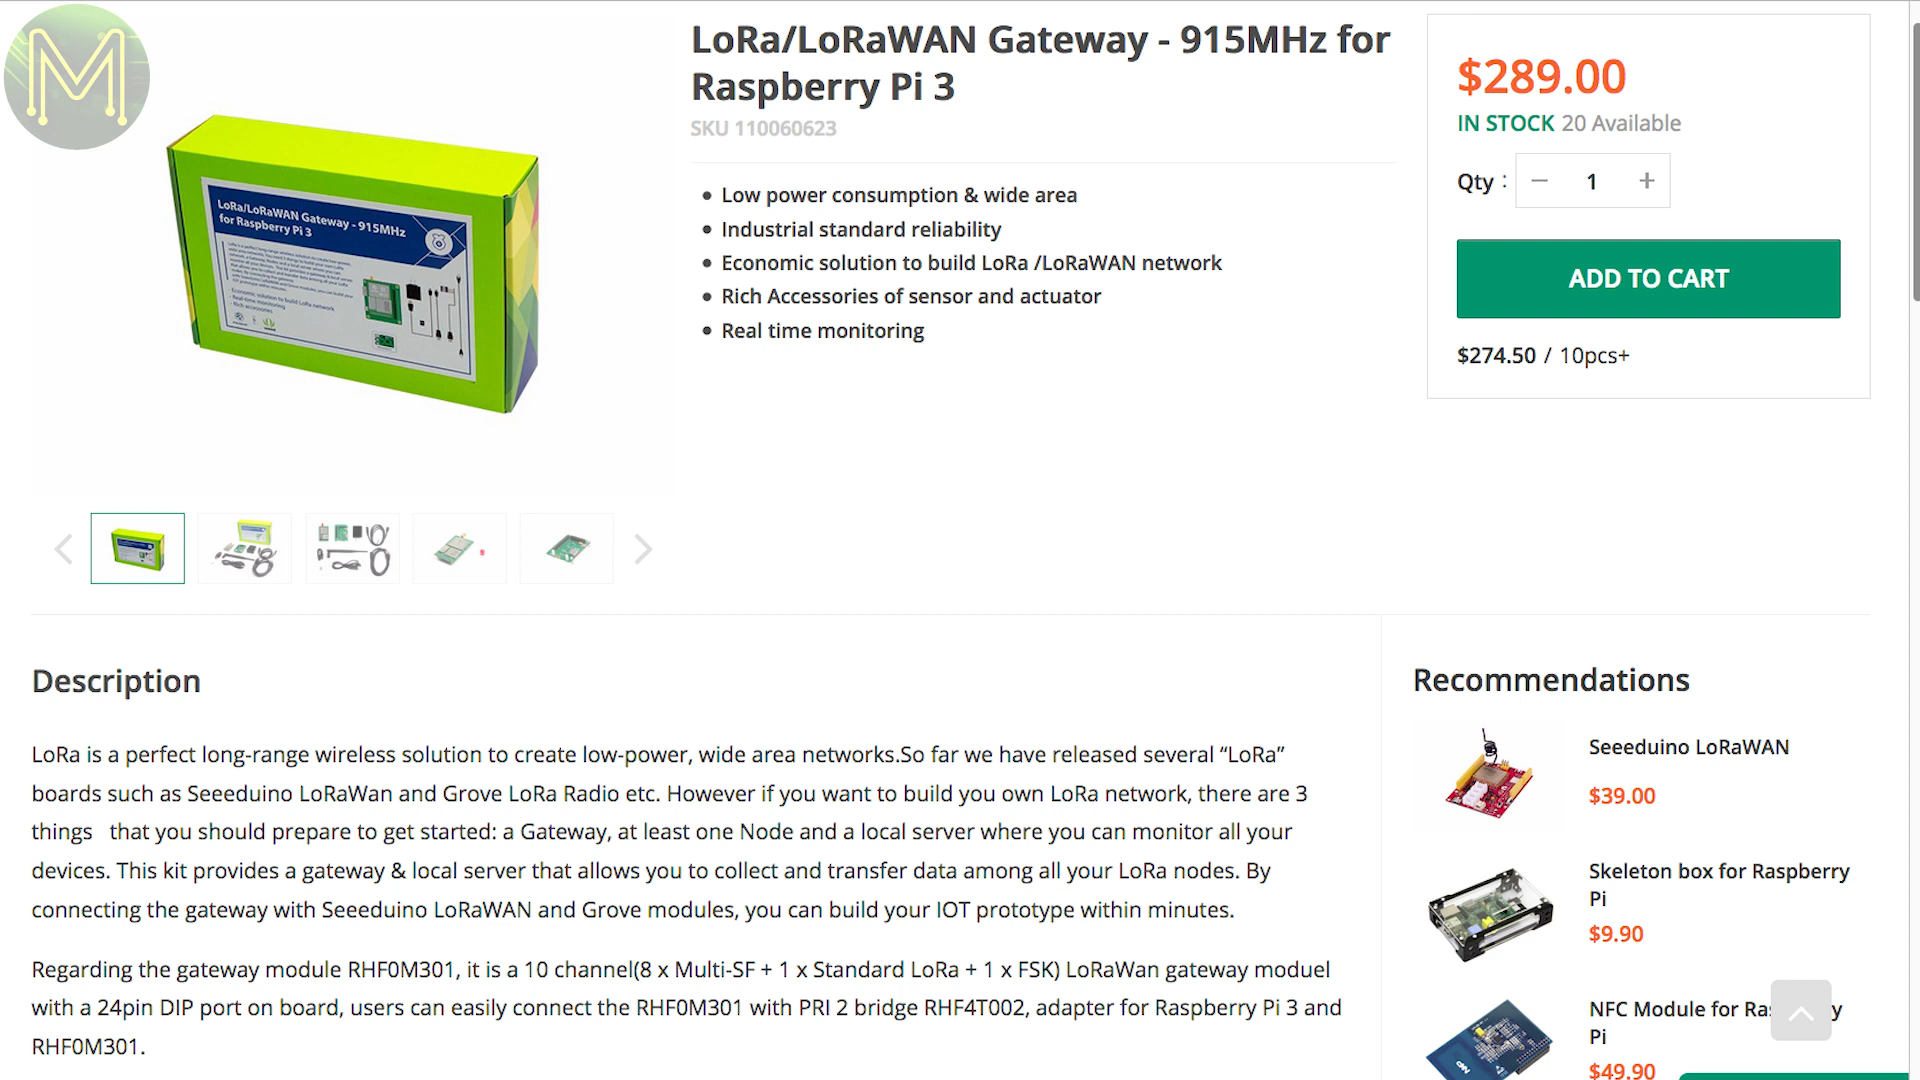 LoRa/LoRaWAN Gateway - 915MHz for
Raspberry Pi 3
SKU 110060623
Low power consumption & wide area
Industrial standard reliability
Economic solution to build LoRa /LoRaWAN network
Rich Accessories of sensor and actuator
Real time monitoring
$289.00
IN STOCK 20 Available
Qty : − 1 +
ADD TO CART
$274.50 / 10pcs+
LoRa/LoRaWAN Gateway - 915MHz
for Raspberry Pi 3
Economic solution to build LoRa network
Real-time monitoring
Rich accessories
Description
LoRa is a perfect long-range wireless solution to create low-power, wide area networks.So far we have released several “LoRa”
boards such as Seeeduino LoRaWan and Grove LoRa Radio etc. However if you want to build you own LoRa network, there are 3
things   that you should prepare to get started: a Gateway, at least one Node and a local server where you can monitor all your
devices. This kit provides a gateway & local server that allows you to collect and transfer data among all your LoRa nodes. By
connecting the gateway with Seeeduino LoRaWAN and Grove modules, you can build your IOT prototype within minutes.
Regarding the gateway module RHF0M301, it is a 10 channel(8 x Multi-SF + 1 x Standard LoRa + 1 x FSK) LoRaWan gateway moduel
with a 24pin DIP port on board, users can easily connect the RHF0M301 with PRI 2 bridge RHF4T002, adapter for Raspberry Pi 3 and
RHF0M301.
Recommendations
Seeeduino LoRaWAN
$39.00
Skeleton box for Raspberry
Pi
$9.90
NFC Module for Ra y
Pi
$49.90
M